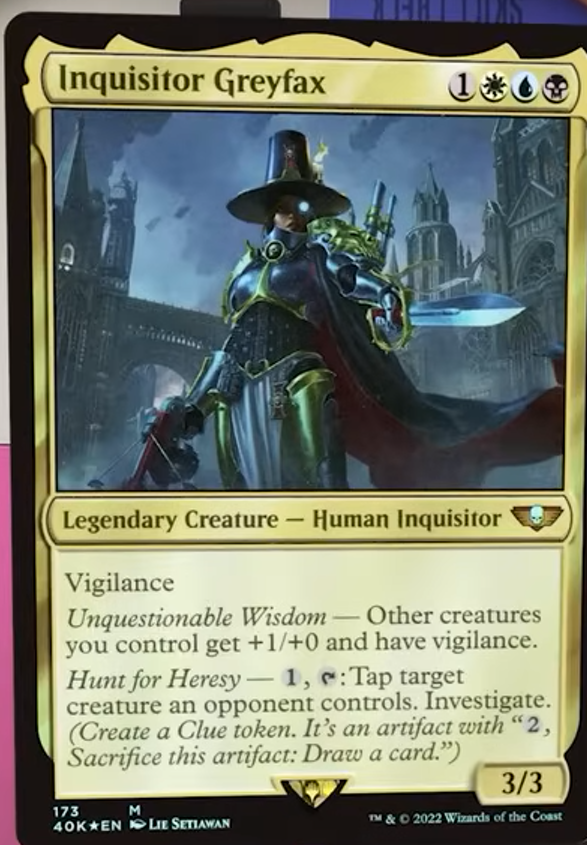 Inquisitor Greyfax 1
Legendary Creature — Human Inquisitor
Vigilance
Unquestionable Wisdom — Other creatures
you control get +1/+0 and have vigilance.
Hunt for Heresy — 1, : Tap target
creature an opponent controls. Investigate.
(Create a Clue token. It's an artifact with “2,
Sacrifice this artifact: Draw a card.”)
3/3
173 M
40K★EN LIE SETIAWAN
™ & © 2022 Wizards of the Coast